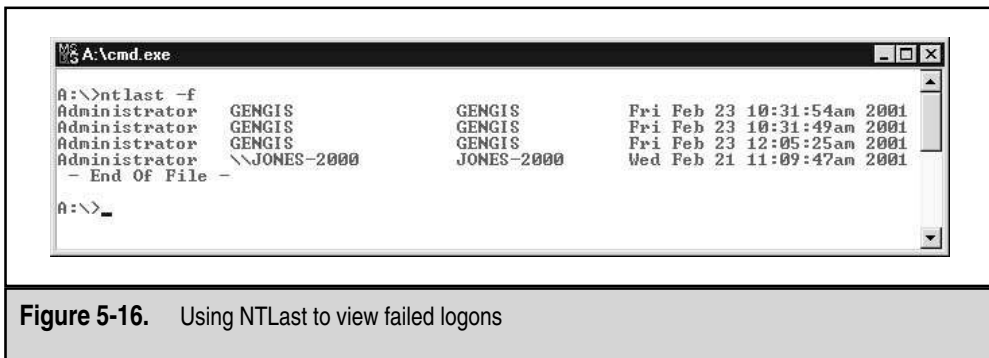 A:\cmd.exe
A:\>ntlast -f
Administrator GENGIS GENGIS Fri Feb 23 10:31:54am 2001
Administrator GENGIS GENGIS Fri Feb 23 10:31:49am 2001
Administrator GENGIS GENGIS Fri Feb 23 12:05:25am 2001
Administrator \\JONES-2000 JONES-2000 Wed Feb 21 11:09:47am 2001
- End Of File -
A:\>
Figure 5-16. Using NTLast to view failed logons